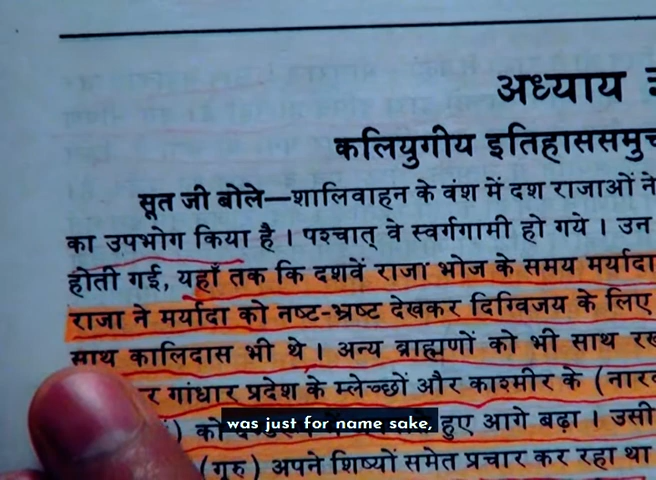 अध्याय
कलियुगीय इतिहाससमुच
सूत जी बोले—शालिवाहन के वंश में दश राजाओं ने
का उपभोग किया है । पश्चात् वे स्वर्गगामी हो गये । उन
होती गई, यहाँ तक कि दशवें राजा भोज के समय मर्यादा
राजा ने मर्यादा को नष्ट-भ्रष्ट देखकर दिग्विजय के लिए
साथ कालिदास भी थे । अन्य ब्राह्मणों को भी साथ रख
र गांधार प्रदेश के म्लेच्छों और काश्मीर के (नार
) को हुए आगे बढ़ा । उसी
was just for name sake,
(गुरु) अपने शिष्यों समेत प्रचार कर रहा था